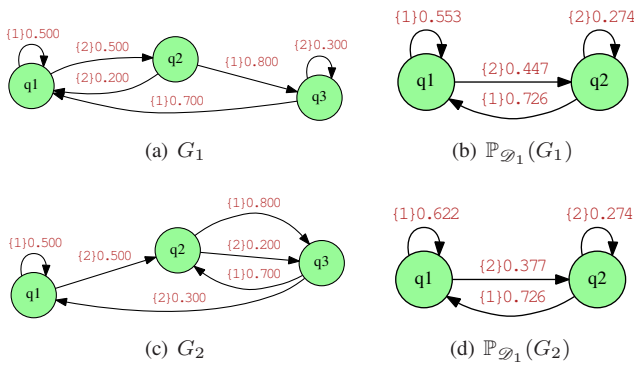 {1}0.500
{2}0.500
{2}0.200
{1}0.800
{2}0.300
{1}0.700
q1
q2
q3
(a) G₁
{1}0.553
{2}0.274
{2}0.447
{1}0.726
q1
q2
(b) ℙ𝒟₁(G₁)
{1}0.500
{2}0.500
{1}0.800
{2}0.200
{1}0.700
{2}0.300
q1
q2
q3
(c) G₂
{1}0.622
{2}0.274
{2}0.377
{1}0.726
q1
q2
(d) ℙ𝒟₁(G₂)